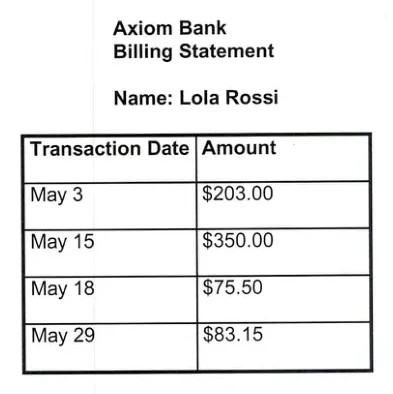 Axiom Bank
Billing Statement
Name: Lola Rossi
Transaction Date Amount
May 3 $203.00
May 15 $350.00
May 18 $75.50
May 29 $83.15